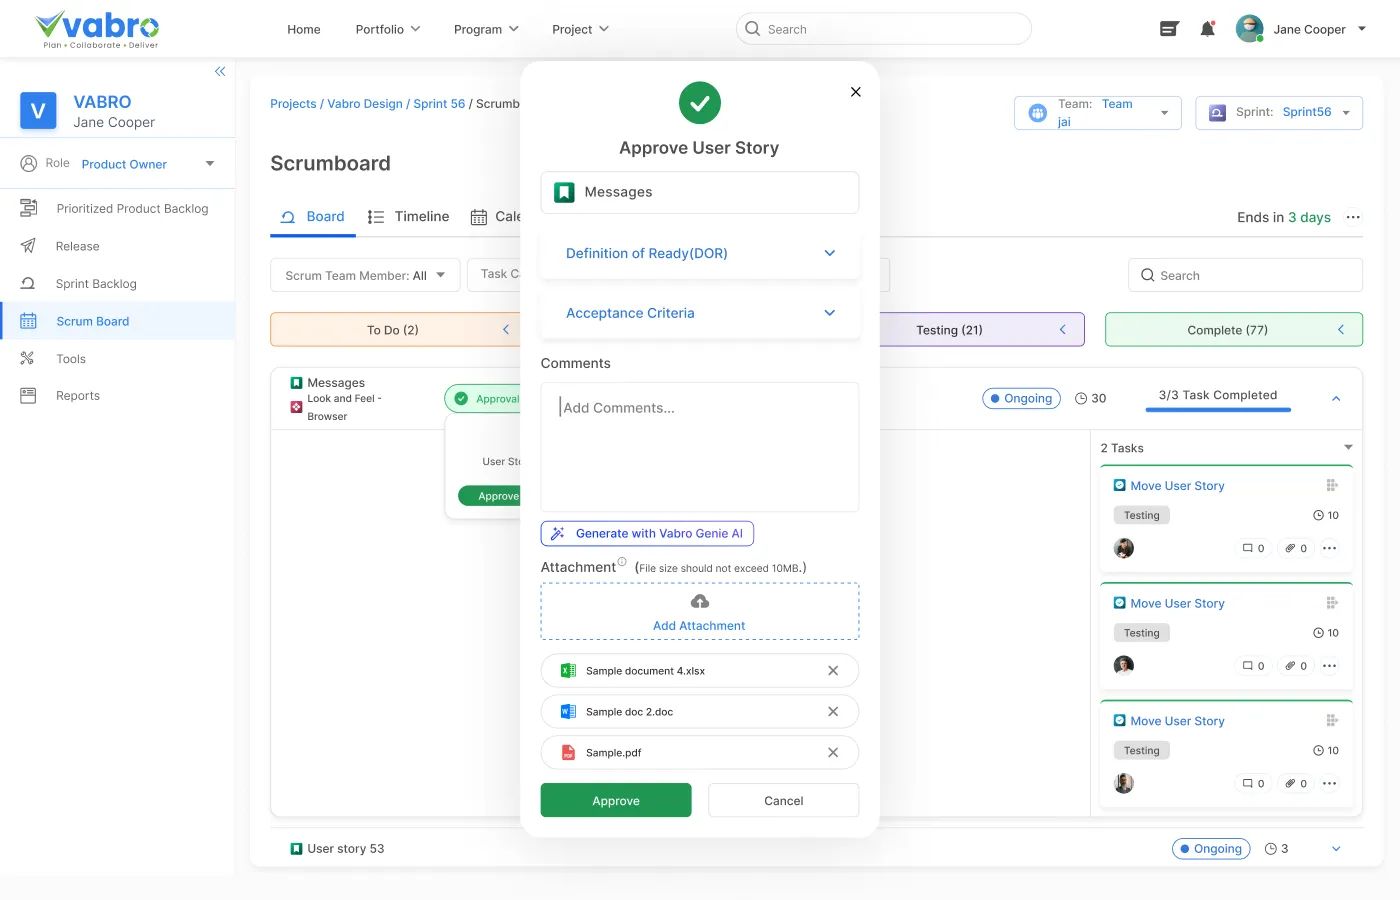 vabro
Plan • Collaborate • Deliver
Home
Portfolio
Program
Project
Search
Jane Cooper
V
VABRO
Jane Cooper
Role Product Owner
Prioritized Product Backlog
Release
Sprint Backlog
Scrum Board
Tools
Reports
Projects / Vabro Design / Sprint 56 / Scrumb
Team: Team
jai
Sprint: Sprint56
Scrumboard
Board
Timeline
Cale
Ends in 3 days
Scrum Team Member: All
Task C
Search
To Do (2)
Testing (21)
Complete (77)
Messages
Look and Feel -
Browser
Approval
User Sto
Approve
Ongoing
30
3/3 Task Completed
2 Tasks
Move User Story
Testing
10
0
0
Move User Story
Testing
10
0
0
Move User Story
Testing
10
0
0
User story 53
Ongoing
3
Approve User Story
Messages
Definition of Ready(DOR)
Acceptance Criteria
Comments
Add Comments...
Generate with Vabro Genie AI
Attachment (File size should not exceed 10MB.)
Add Attachment
Sample document 4.xlsx
Sample doc 2.doc
PDF
Sample.pdf
Approve
Cancel